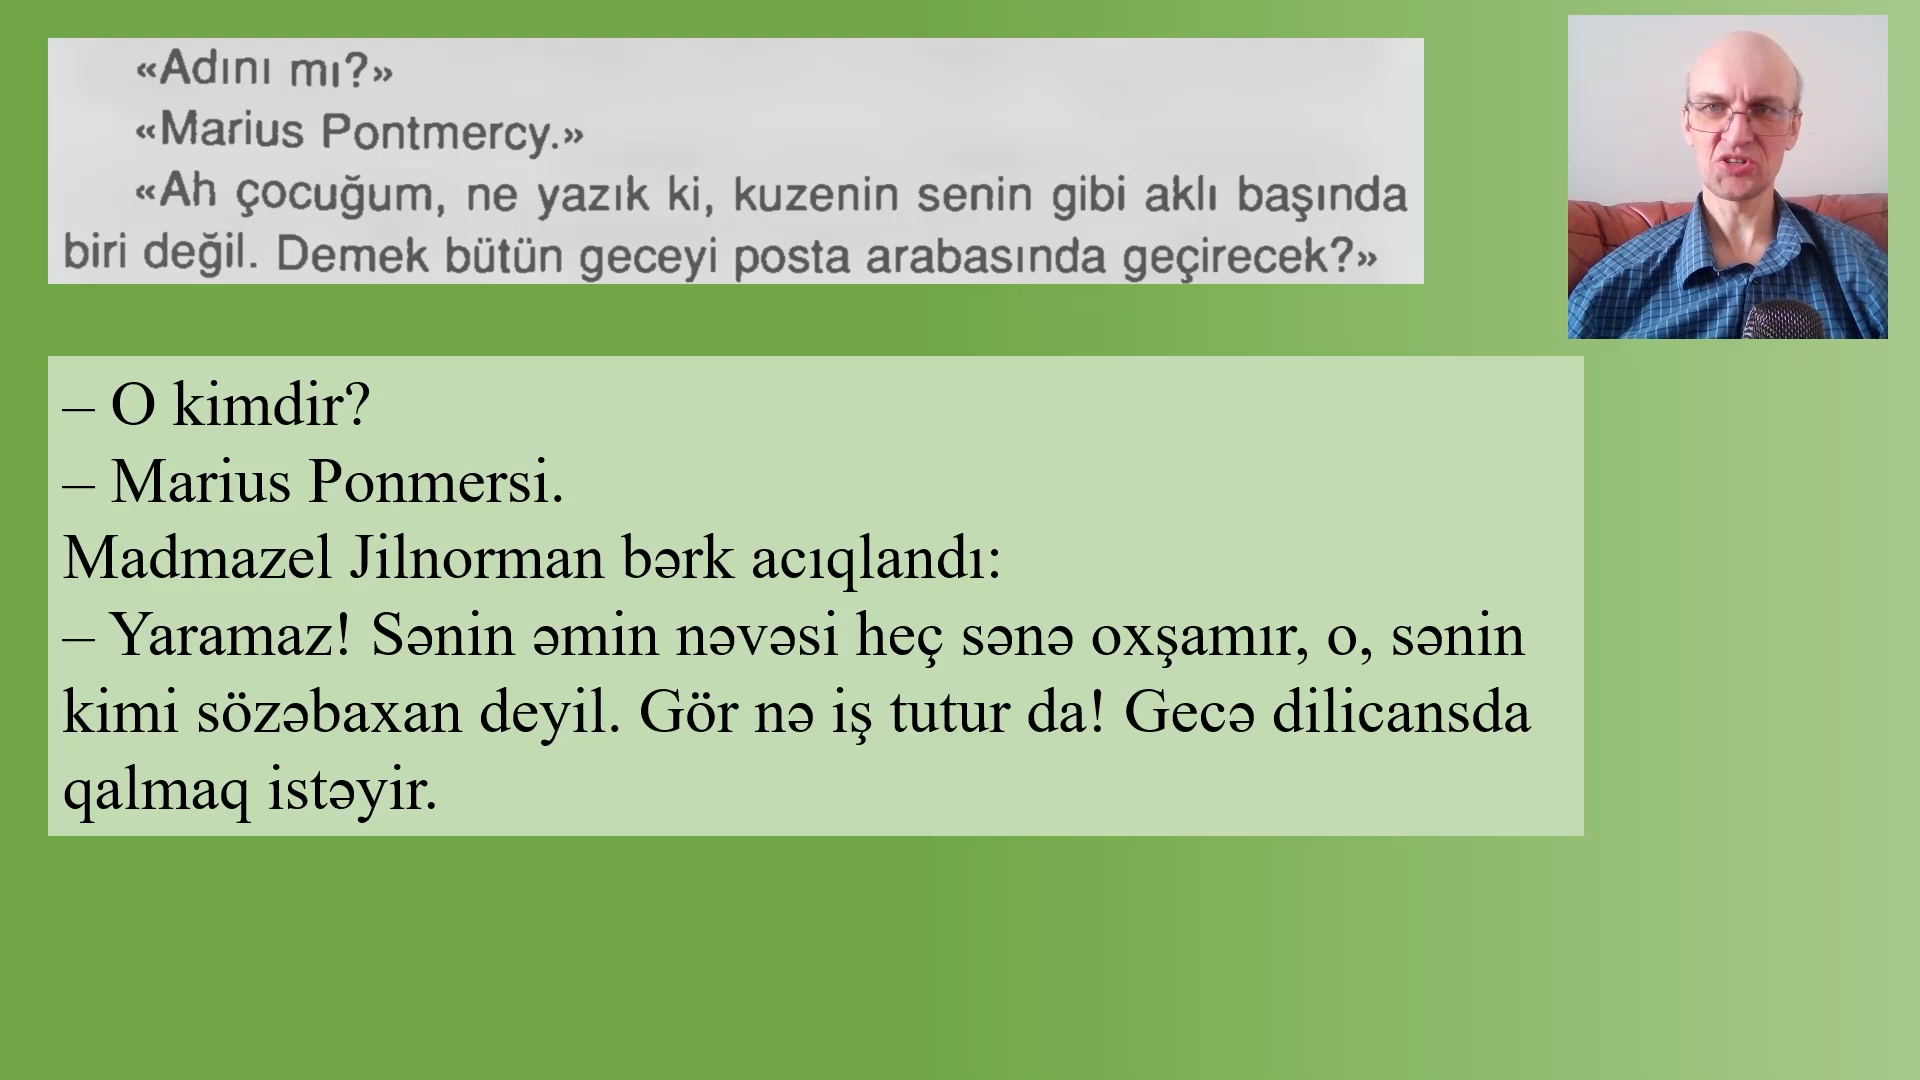 «Adını mı?»
«Marius Pontmercy.»
«Ah çocuğum, ne yazık ki, kuzenin senin gibi aklı başında
biri değil. Demek bütün geceyi posta arabasında geçirecek?»
– O kimdir?
– Marius Ponmersi.
Madmazel Jilnorman bərk acıqlandı:
– Yaramaz! Sənin əmin nəvəsi heç sənə oxşamır, o, sənin
kimi sözəbaxan deyil. Gör nə iş tutur da! Gecə dilicansda
qalmaq istəyir.